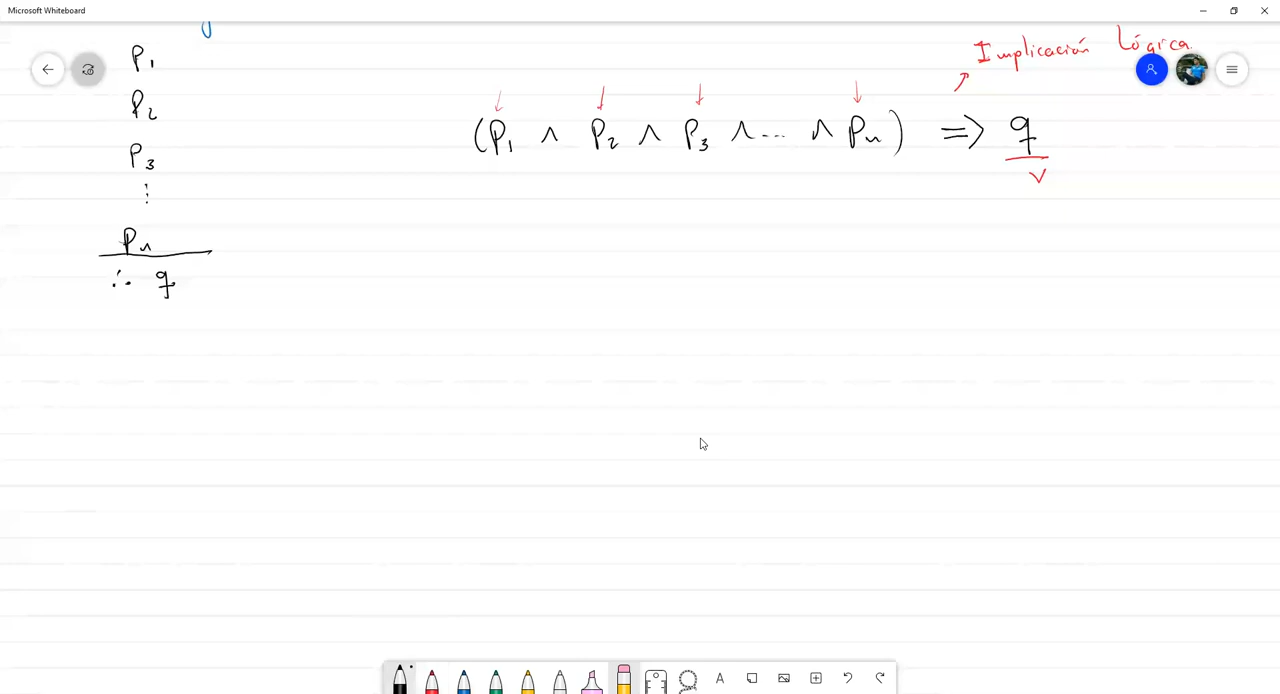 Microsoft Whiteboard
Implicación Lógica
P₁
P₂
P₃
⋮
Pₙ
∴ q
(P₁ ∧ P₂ ∧ P₃ ∧ ... ∧ Pₙ) => q
V
A